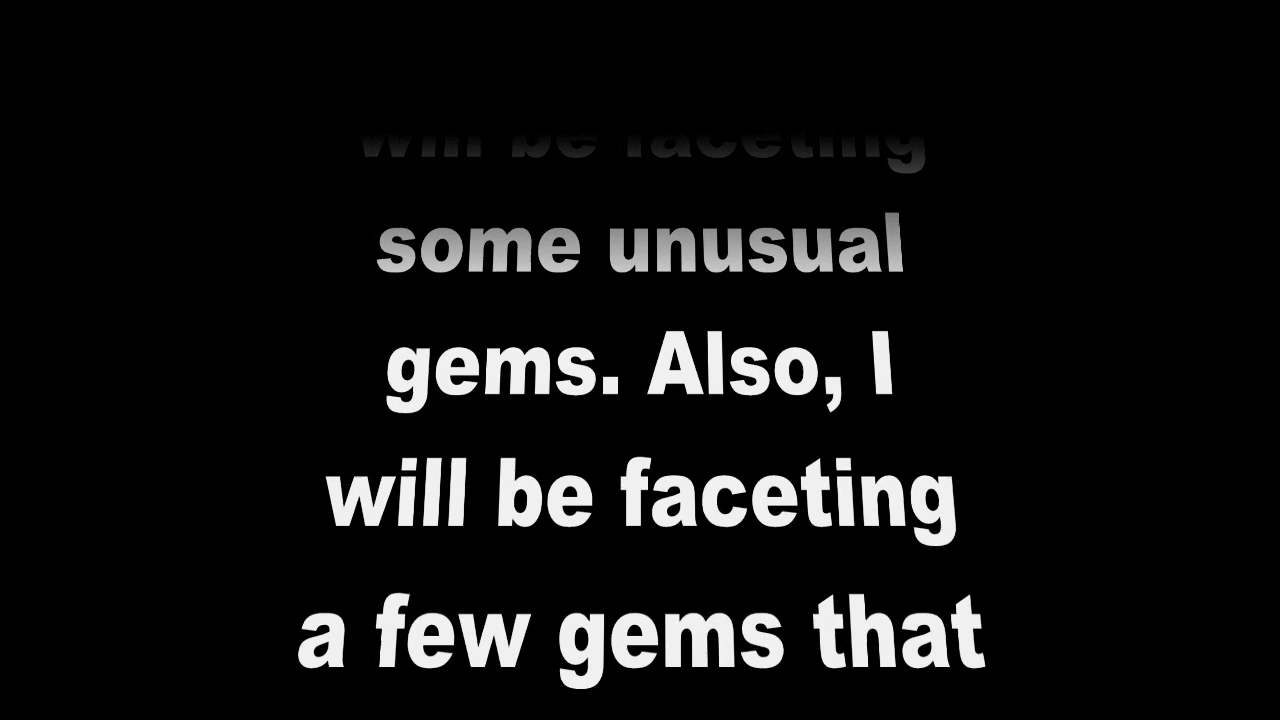 will be faceting
some unusual
gems. Also, I
will be faceting
a few gems that